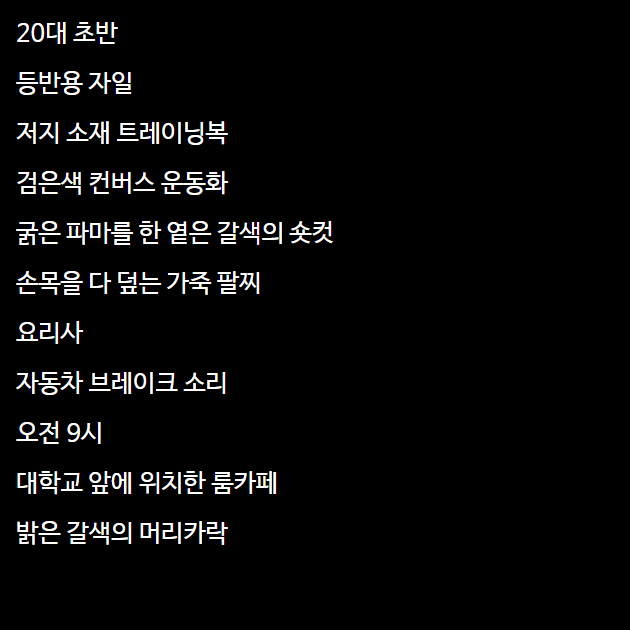 20대 초반
등반용 자일
저지 소재 트레이닝복
검은색 컨버스 운동화
굵은 파마를 한 옅은 갈색의 숏컷
손목을 다 덮는 가죽 팔찌
요리사
자동차 브레이크 소리
오전 9시
대학교 앞에 위치한 룸카페
밝은 갈색의 머리카락